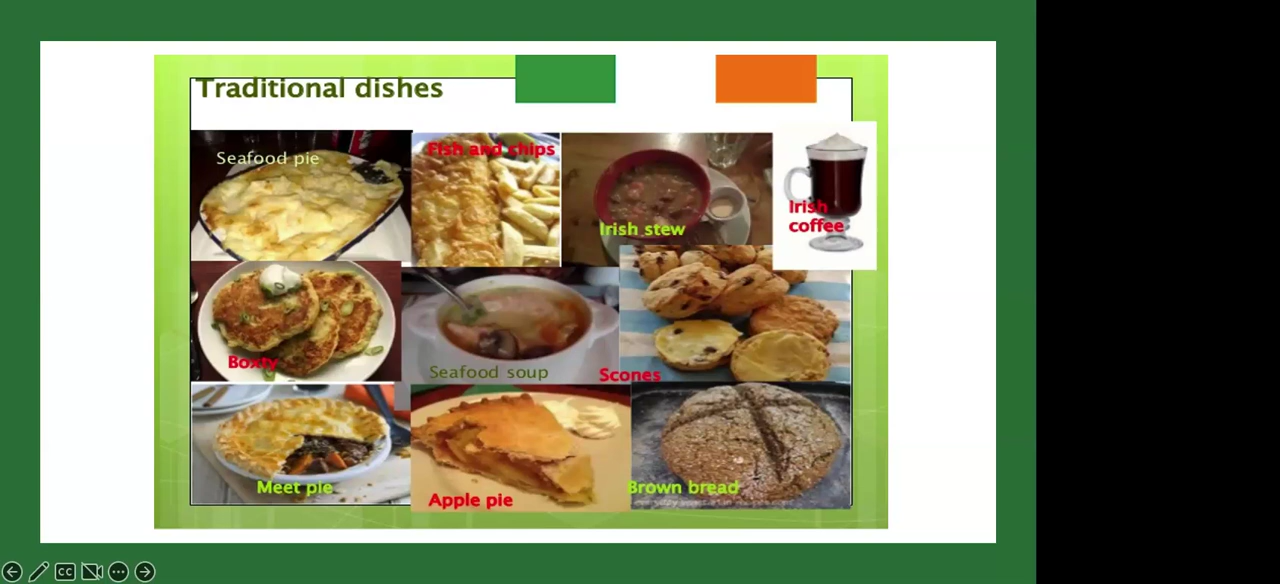 Traditional dishes
Seafood pie
Fish and chips
Irish stew
Irish
coffee
Boxty
Seafood soup
Scones
Meet pie
Apple pie
Brown bread
CC